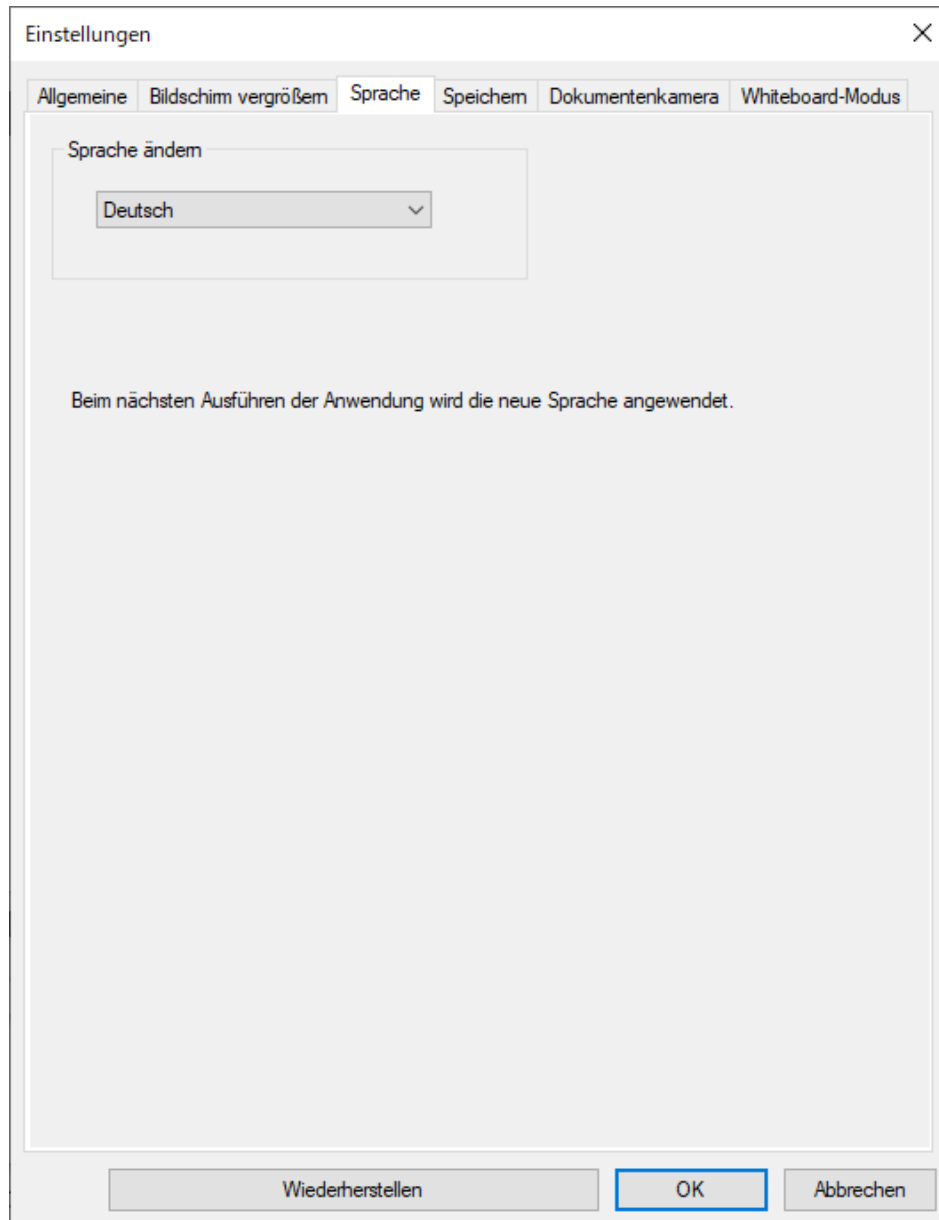 Einstellungen
Allgemeine Bildschirm vergrößern Sprache Speichern Dokumentenkamera Whiteboard-Modus
Sprache ändern
Deutsch
Beim nächsten Ausführen der Anwendung wird die neue Sprache angewendet.
Wiederherstellen OK Abbrechen